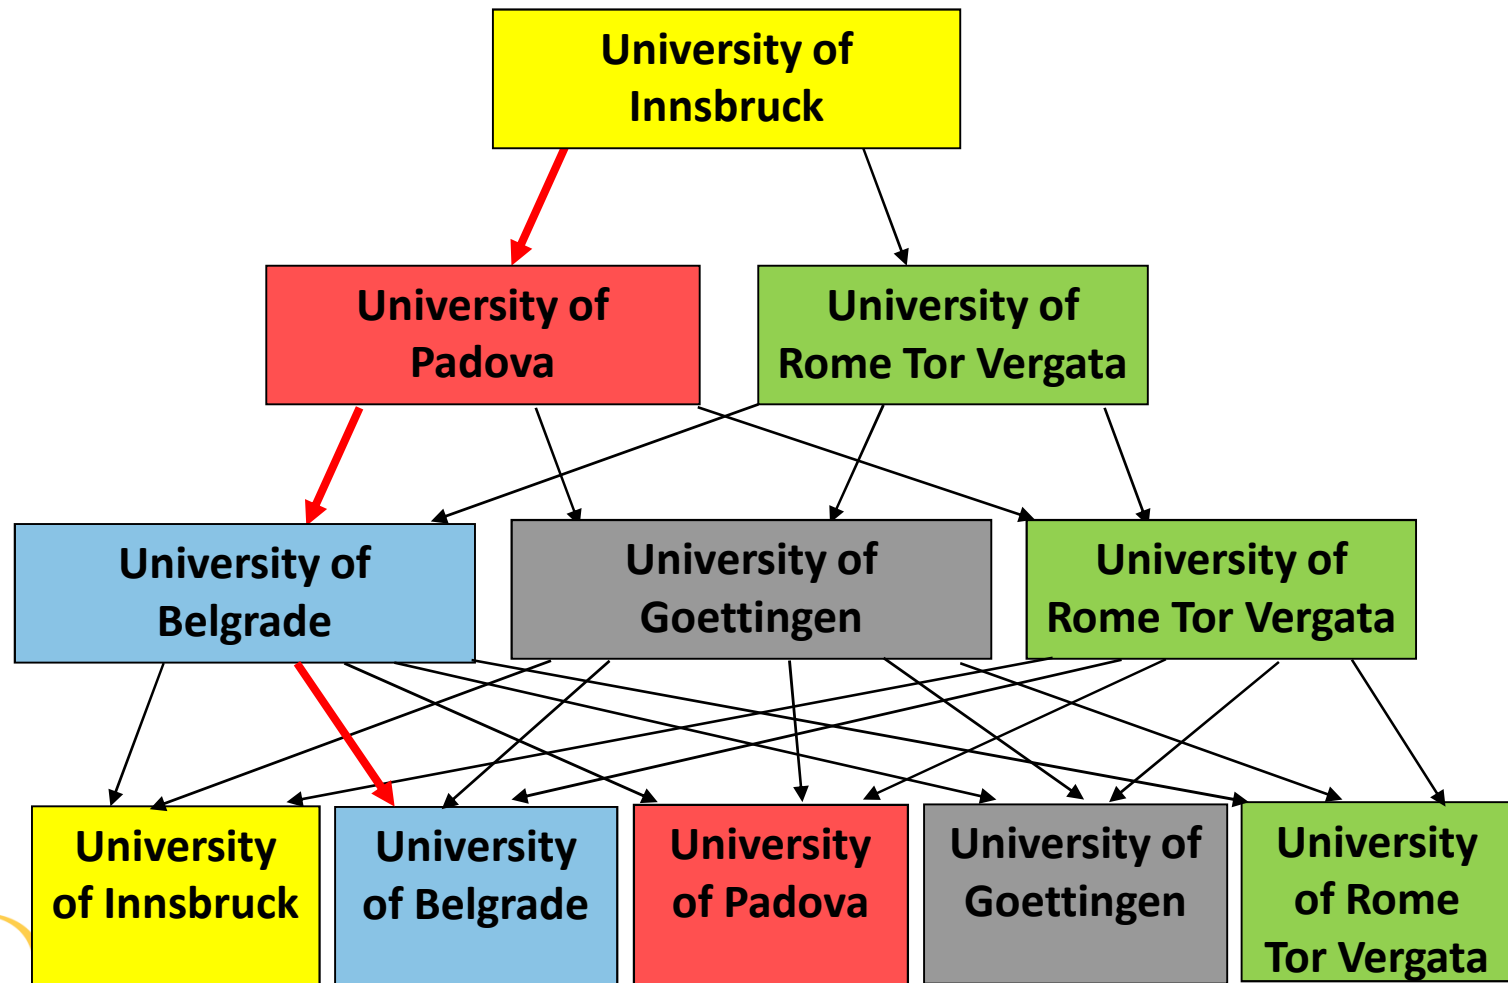 University of
Innsbruck
University of
Padova
University of
Rome Tor Vergata
University of
Belgrade
University of
Goettingen
University of
Rome Tor Vergata
University
of Innsbruck
University
of Belgrade
University
of Padova
University of
Goettingen
University
of Rome
Tor Vergata